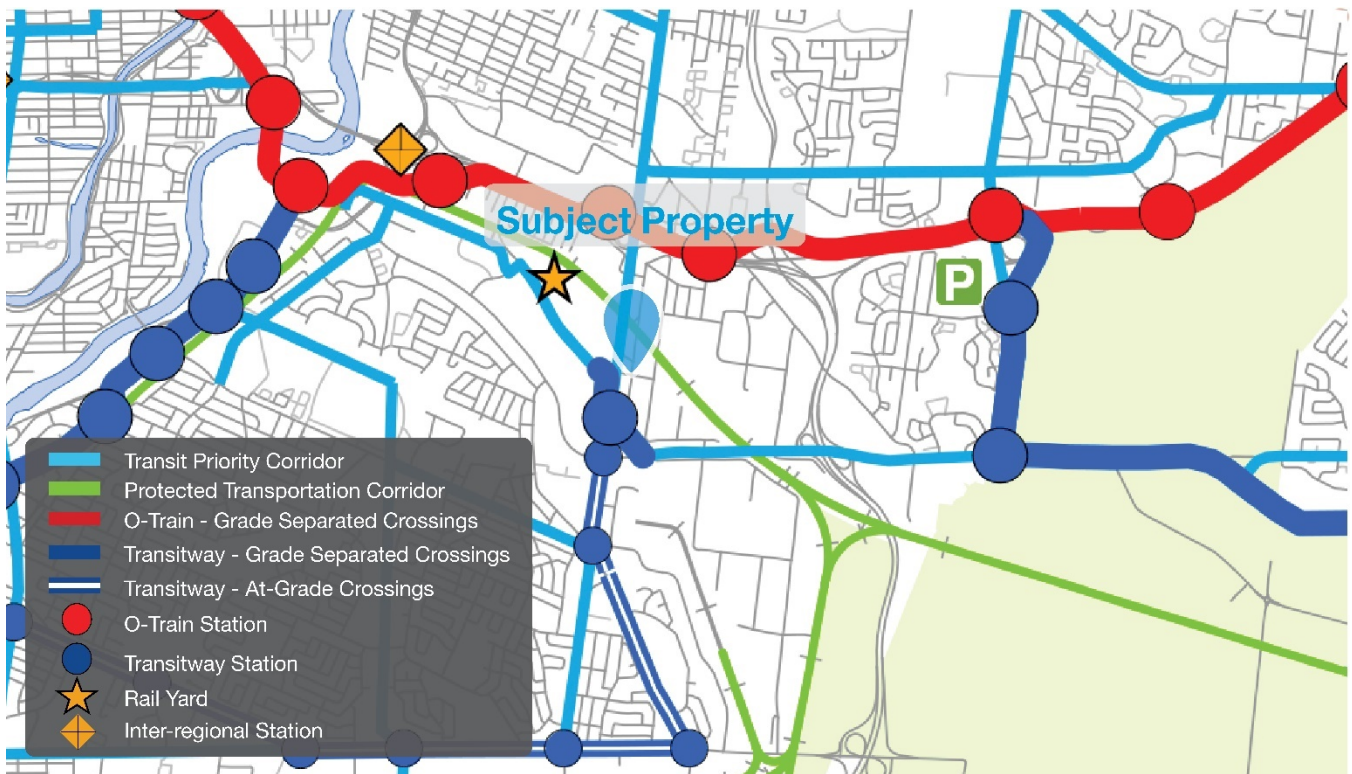 Subject Property
P
Transit Priority Corridor
Protected Transportation Corridor
O-Train - Grade Separated Crossings
Transitway - Grade Separated Crossings
Transitway - At-Grade Crossings
O-Train Station
Transitway Station
Rail Yard
Inter-regional Station